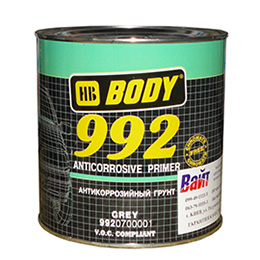 HB BODY
992
ANTICORROSIVE PRIMER
АНТИКОРРОЗИЙНЫЙ ГРУНТ
GREY
9920700001
V.O.C. COMPLIANT
Вайт